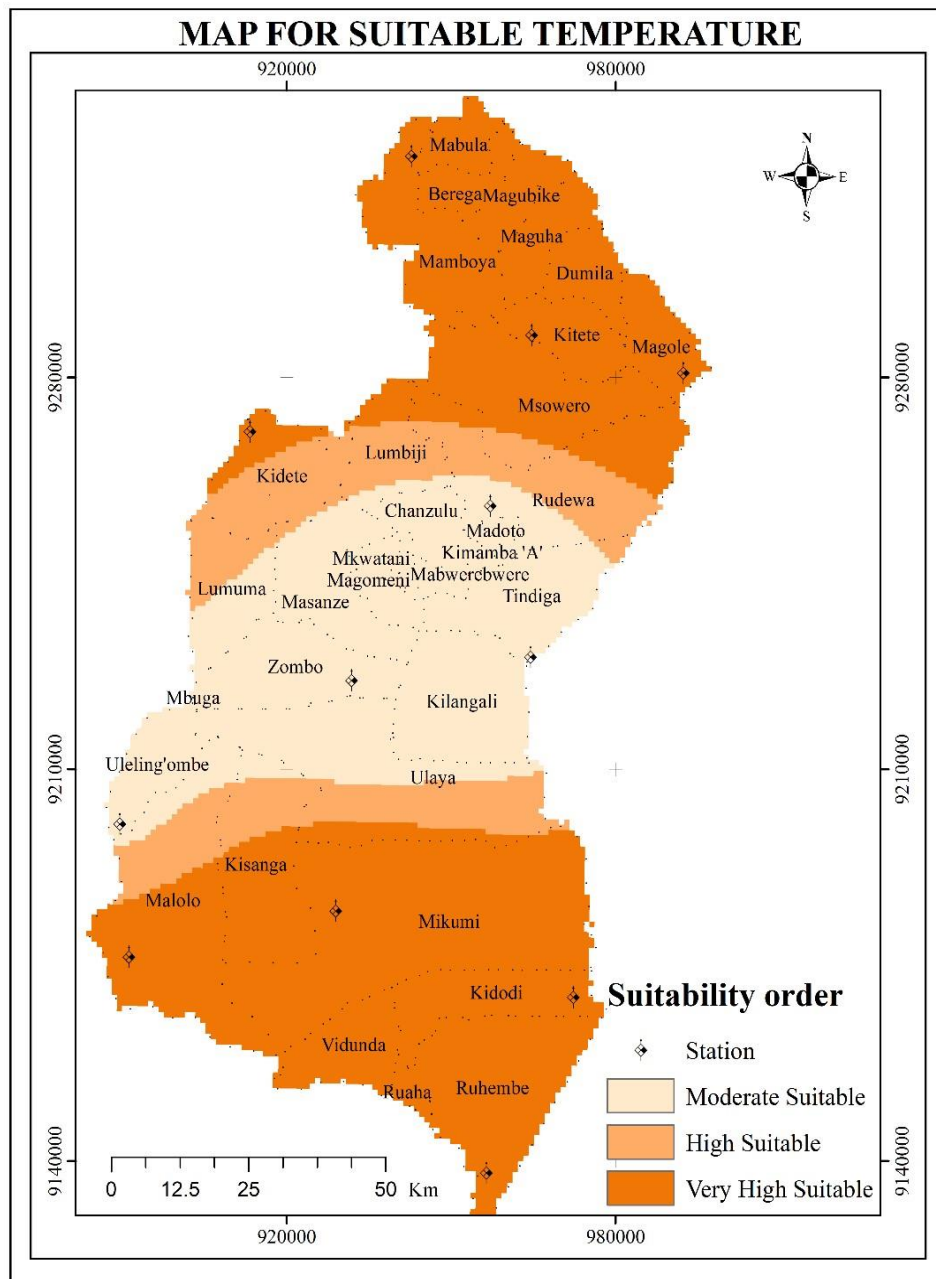 MAP FOR SUITABLE TEMPERATURE
920000 980000
N
W E
S
Mabula
Berega Magubike
Maguha
Mamboya
Dumila
Kitete
Magole
9280000 9280000
Msowero
Lumbiji
Kidete
Rudewa
Chanzulu
Madoto
Kimamba 'A'
Mkwatani
Magomeni Mabwerebwere
Lumuma
Masanze
Tindiga
Zombo
Mbuga
Kilangali
Uleling'ombe
9210000 9210000
Ulaya
Kisanga
Malolo
Mikumi
Kidodi
Vidunda
Ruaha
Ruhembe
Suitability order
Station
Moderate Suitable
High Suitable
Very High Suitable
9140000 9140000
0 12.5 25 50 Km
920000 980000